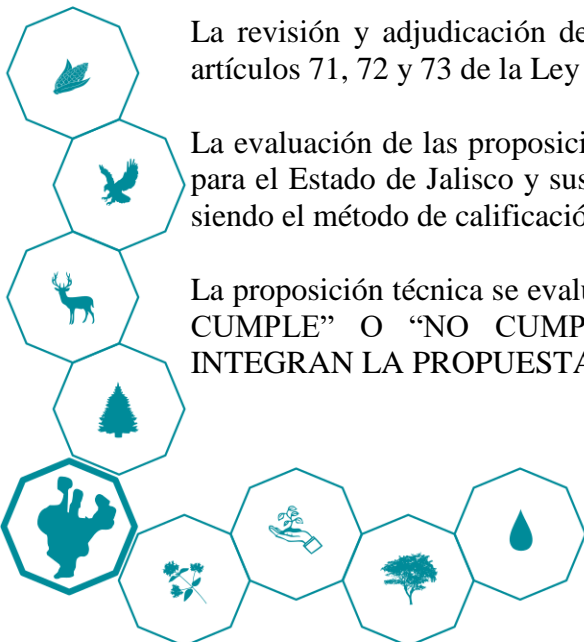 La revisión y adjudicación de
artículos 71, 72 y 73 de la Ley
La evaluación de las proposici
para el Estado de Jalisco y sus
siendo el método de calificació
La proposición técnica se evalu
CUMPLE” O “NO CUMP
INTEGRAN LA PROPUESTA